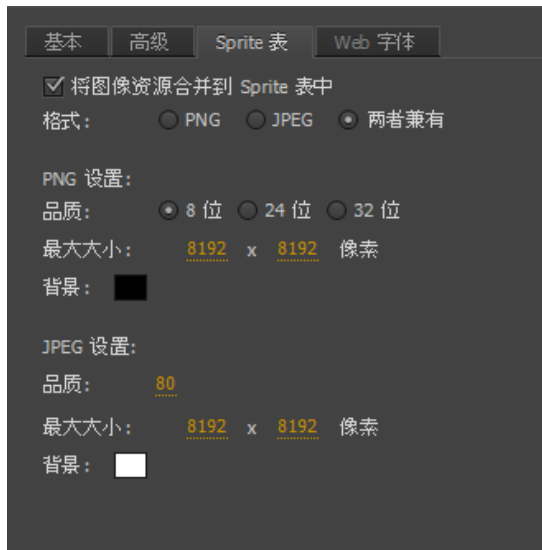 基本 高级 Sprite 表 Web 字体
将图像资源合并到 Sprite 表中
格式: PNG JPEG 两者兼有
PNG 设置:
品质: 8 位 24 位 32 位
最大大小: 8192 x 8192 像素
背景:
JPEG 设置:
品质: 80
最大大小: 8192 x 8192 像素
背景: